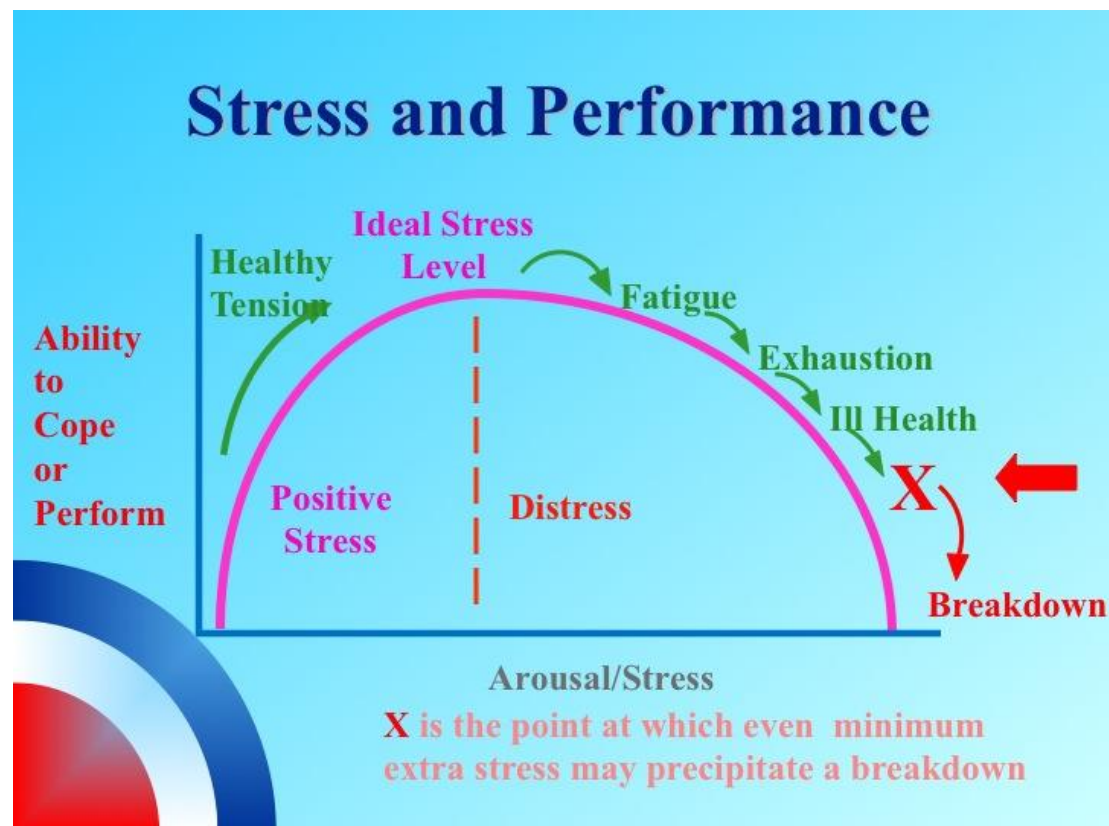 Stress and Performance
Ideal Stress
Level
Healthy
Tension
Fatigue
Exhaustion
Ill Health
X
Ability
to
Cope
or
Perform
Positive
Stress
Distress
Breakdown
Arousal/Stress
X is the point at which even minimum
extra stress may precipitate a breakdown